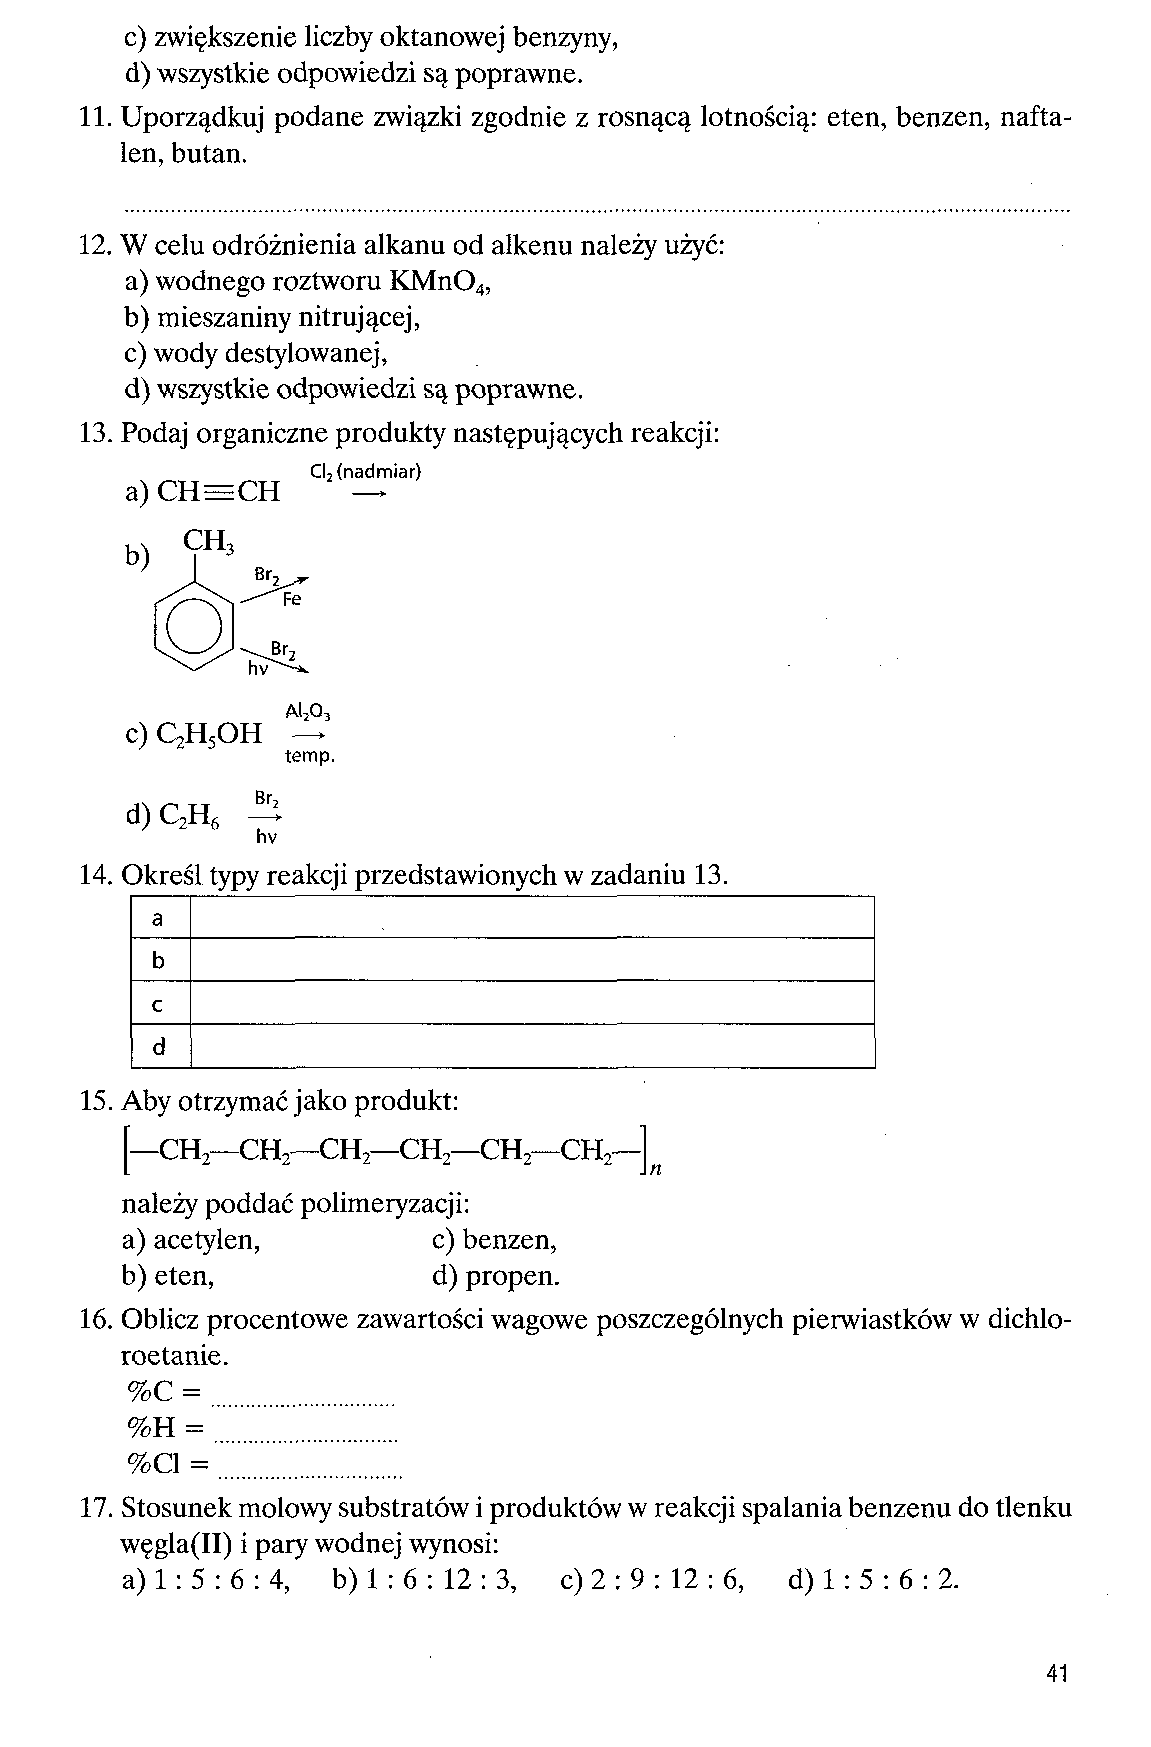 c) zwiększenie liczby oktanowej benzyny,
d) wszystkie odpowiedzi są poprawne.
11. Uporządkuj podane związki zgodnie z rosnącą lotnością: eten, benzen, nafta-
len, butan.
12. W celu odróżnienia alkanu od alkenu należy użyć:
a) wodnego roztworu KMnO₄,
b) mieszaniny nitrującej,
c) wody destylowanej,
d) wszystkie odpowiedzi są poprawne.
13. Podaj organiczne produkty następujących reakcji:
a) CH≡CH Cl₂ (nadmiar) →
b) CH₃
Br₂
Fe
Br₂
hν
c) C₂H₅OH Al₂O₃ → temp.
d) C₂H₆ Br₂ → hν
14. Określ typy reakcji przedstawionych w zadaniu 13.
a
b
c
d
15. Aby otrzymać jako produkt:
[—CH₂—CH₂—CH₂—CH₂—CH₂—CH₂—]ₙ
należy poddać polimeryzacji:
a) acetylen, c) benzen,
b) eten, d) propen.
16. Oblicz procentowe zawartości wagowe poszczególnych pierwiastków w dichlo-
roetanie.
%C =
%H =
%Cl =
17. Stosunek molowy substratów i produktów w reakcji spalania benzenu do tlenku
węgla(II) i pary wodnej wynosi:
a) 1 : 5 : 6 : 4, b) 1 : 6 : 12 : 3, c) 2 : 9 : 12 : 6, d) 1 : 5 : 6 : 2.
41